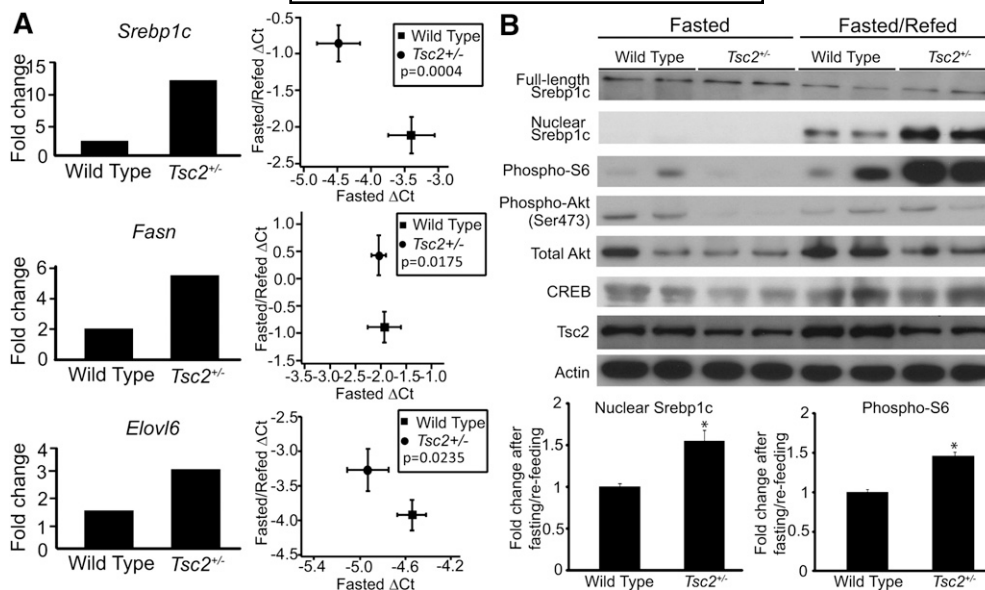 A
Srebp1c
Fold change
15
10
5
0
Wild Type
Tsc2+/-
Fasted/Refed ΔCt
-0.5
-1.0
-1.5
-2.0
-2.5
-5.0 -4.5 -4.0 -3.5 -3.0
Fasted ΔCt
Wild Type
Tsc2+/-
p=0.0004
Fasn
Fold change
6
4
2
0
Wild Type
Tsc2+/-
Fasted/Refed ΔCt
1.0
0.5
0.0
-0.5
-1.0
-1.5
-3.5 -3.0 -2.5 -2.0 -1.5 -1.0
Fasted ΔCt
Wild Type
Tsc2+/-
p=0.0175
Elovl6
Fold change
4
3
2
1
0
Wild Type
Tsc2+/-
Fasted/Refed ΔCt
-2.5
-3.0
-3.5
-4.0
-4.5
-5.4 -5.0 -4.6 -4.2
Fasted ΔCt
Wild Type
Tsc2+/-
p=0.0235
B
Fasted
Fasted/Refed
Wild Type
Tsc2+/-
Wild Type
Tsc2+/-
Full-length
Srebp1c
Nuclear
Srebp1c
Phospho-S6
Phospho-Akt
(Ser473)
Total Akt
CREB
Tsc2
Actin
Nuclear Srebp1c
Fold change after
fasting/re-feeding
2
1.5
1
0.5
0
*
Wild Type
Tsc2+/-
Phospho-S6
Fold change after
fasting/re-feeding
2
1.5
1
0.5
0
*
Wild Type
Tsc2+/-